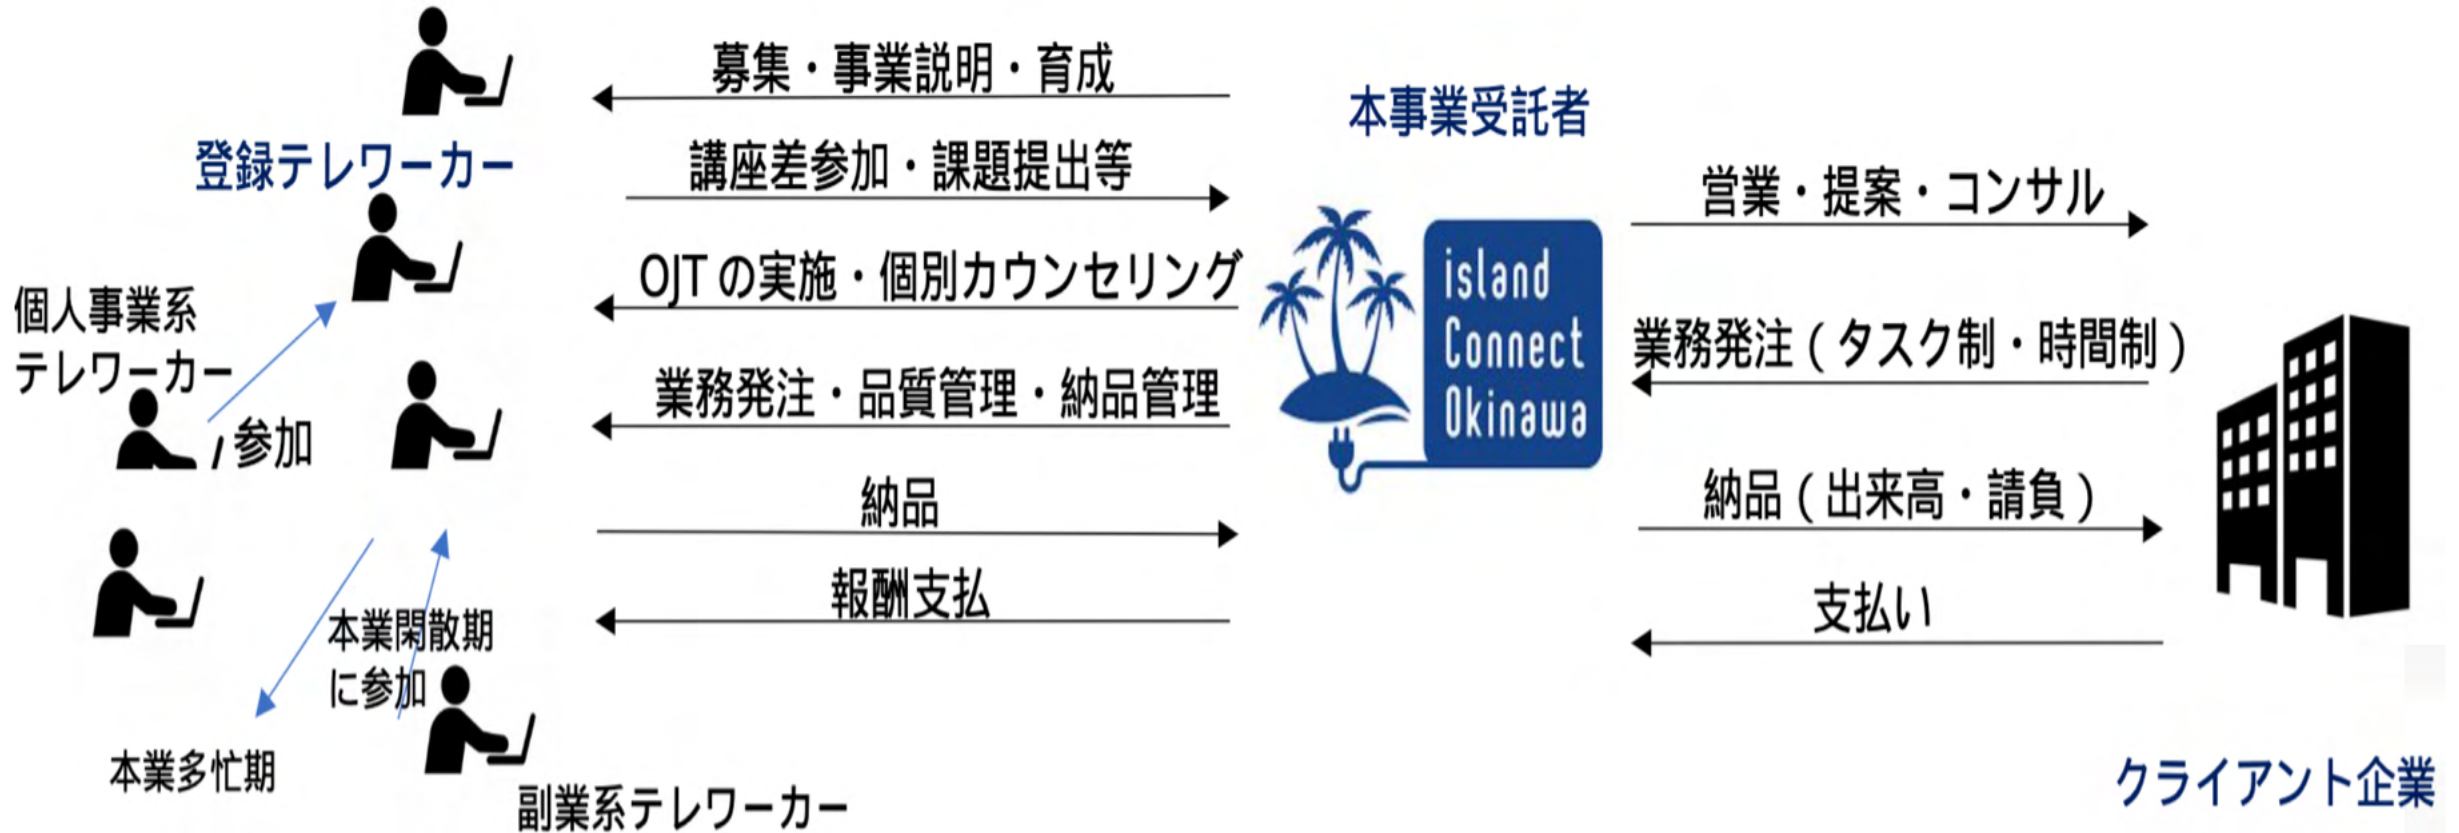 募集・事業説明・育成
本事業受託者
登録テレワーカー
講座差参加・課題提出等
営業・提案・コンサル
OJTの実施・個別カウンセリング
island
Connect
Okinawa
個人事業系
テレワーカー
業務発注(タスク制・時間制)
業務発注・品質管理・納品管理
参加
納品
納品(出来高・請負)
報酬支払
支払い
本業閑散期
に参加
本業多忙期
副業系テレワーカー
クライアント企業